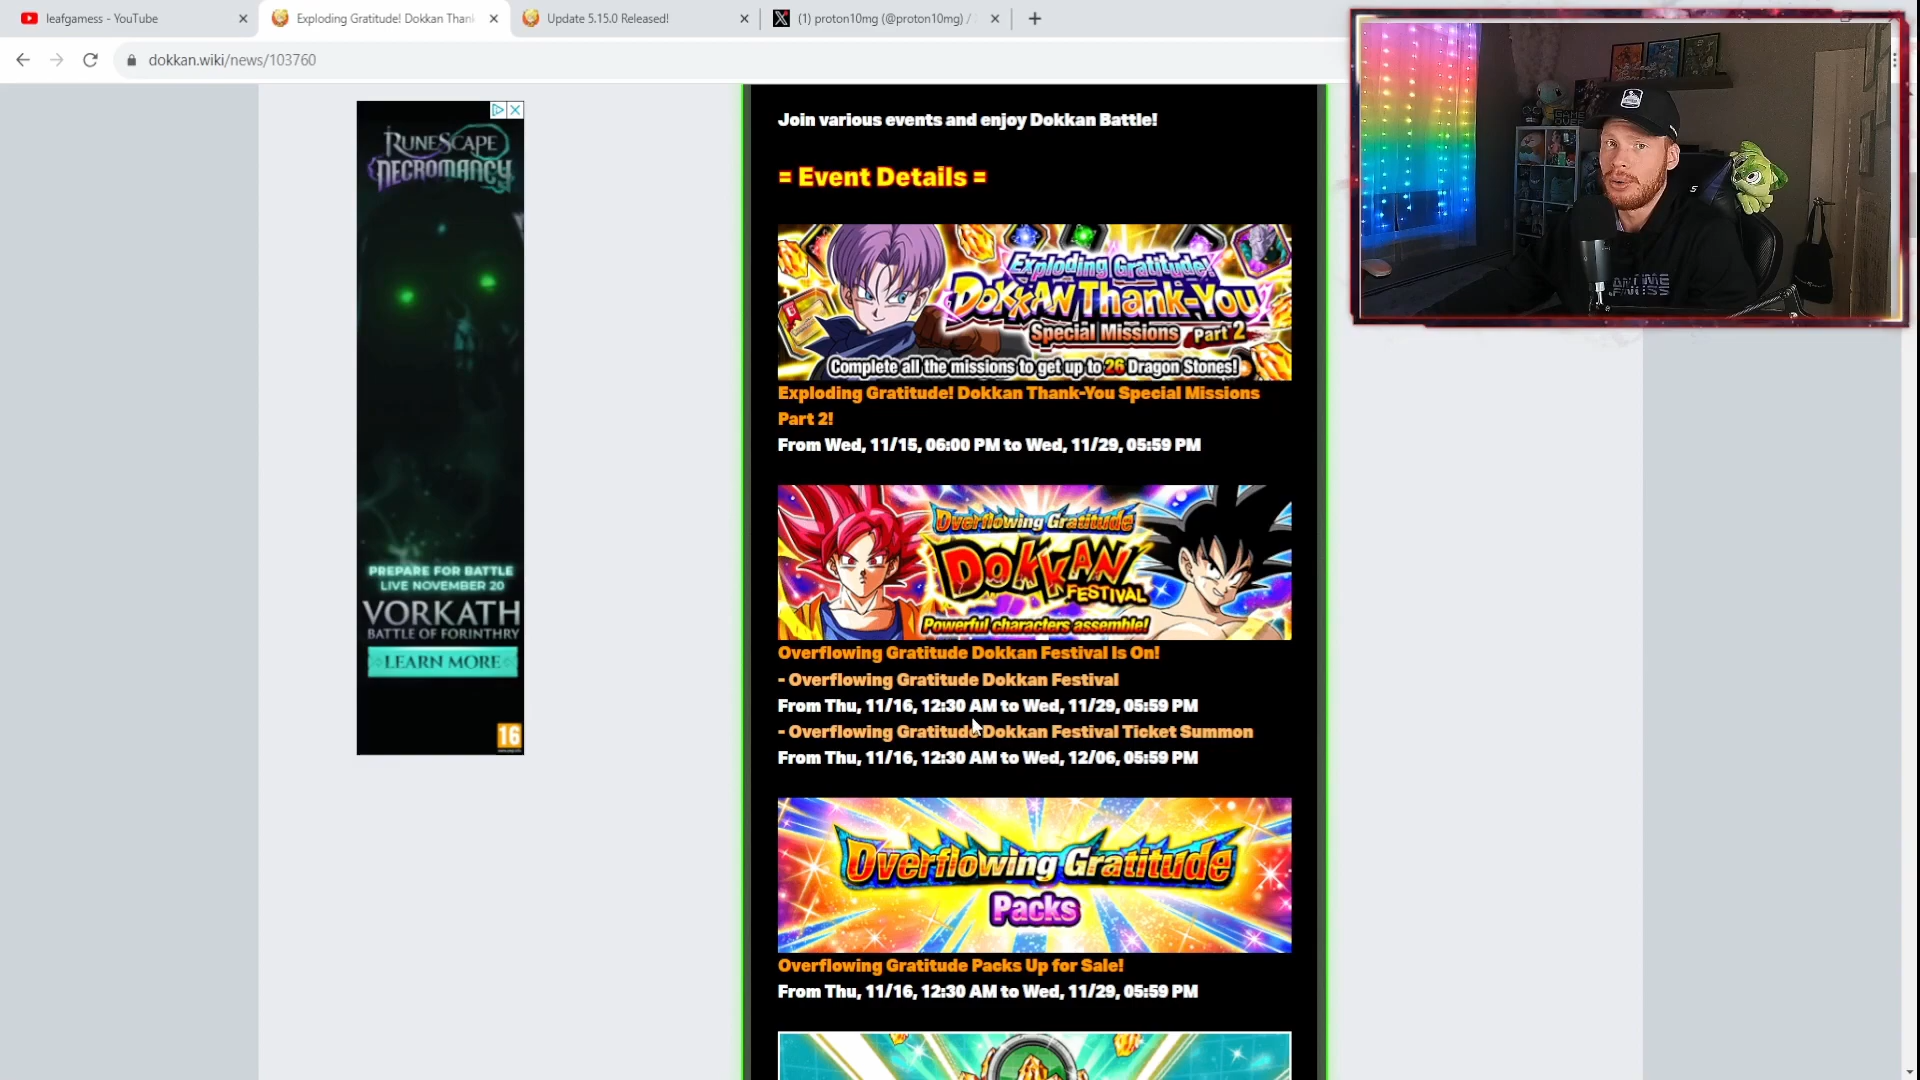 leafgamess - YouTube
Exploding Gratitude! Dokkan Than
Update 5.15.0 Released!
(1) proton10mg (@proton10mg) /
dokkan.wiki/news/103760
RUNESCAPE
NECROMANCY
PREPARE FOR BATTLE
LIVE NOVEMBER 20
VORKATH
BATTLE OF FORINTHRY
LEARN MORE
16
Join various events and enjoy Dokkan Battle!
= Event Details =
Exploding Gratitude!
DOKKAN Thank-You
Special Missions Part 2
Complete all the missions to get up to 26 Dragon Stones!
Exploding Gratitude! Dokkan Thank-You Special Missions
Part 2!
From Wed, 11/15, 06:00 PM to Wed, 11/29, 05:59 PM
Overflowing Gratitude
DOKKAN
FESTIVAL
Powerful characters assemble!
Overflowing Gratitude Dokkan Festival Is On!
- Overflowing Gratitude Dokkan Festival
From Thu, 11/16, 12:30 AM to Wed, 11/29, 05:59 PM
- Overflowing Gratitude Dokkan Festival Ticket Summon
From Thu, 11/16, 12:30 AM to Wed, 12/06, 05:59 PM
Overflowing Gratitude
Packs
Overflowing Gratitude Packs Up for Sale!
From Thu, 11/16, 12:30 AM to Wed, 11/29, 05:59 PM